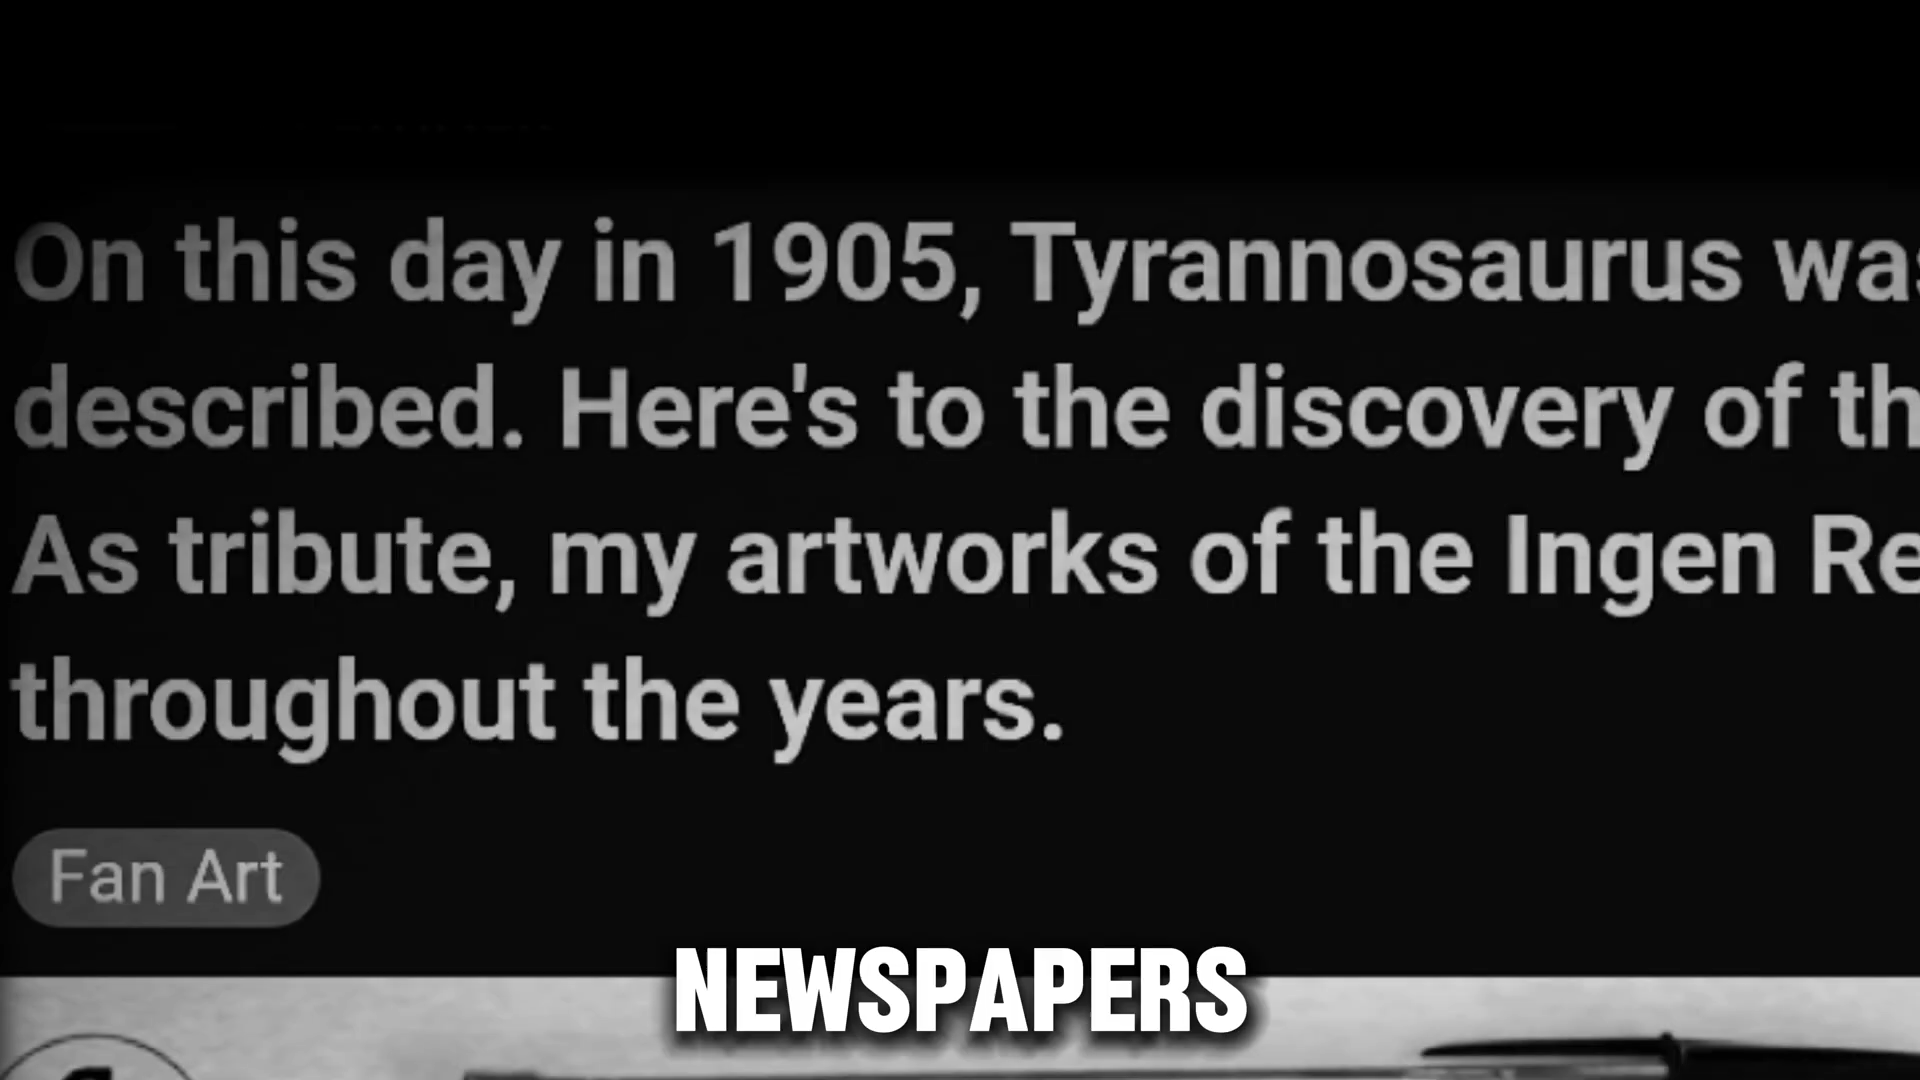 On this day in 1905, Tyrannosaurus was
described. Here's to the discovery of
As tribute, my artworks of the Ingen
throughout the years.
Fan Art
NEWSPAPERS